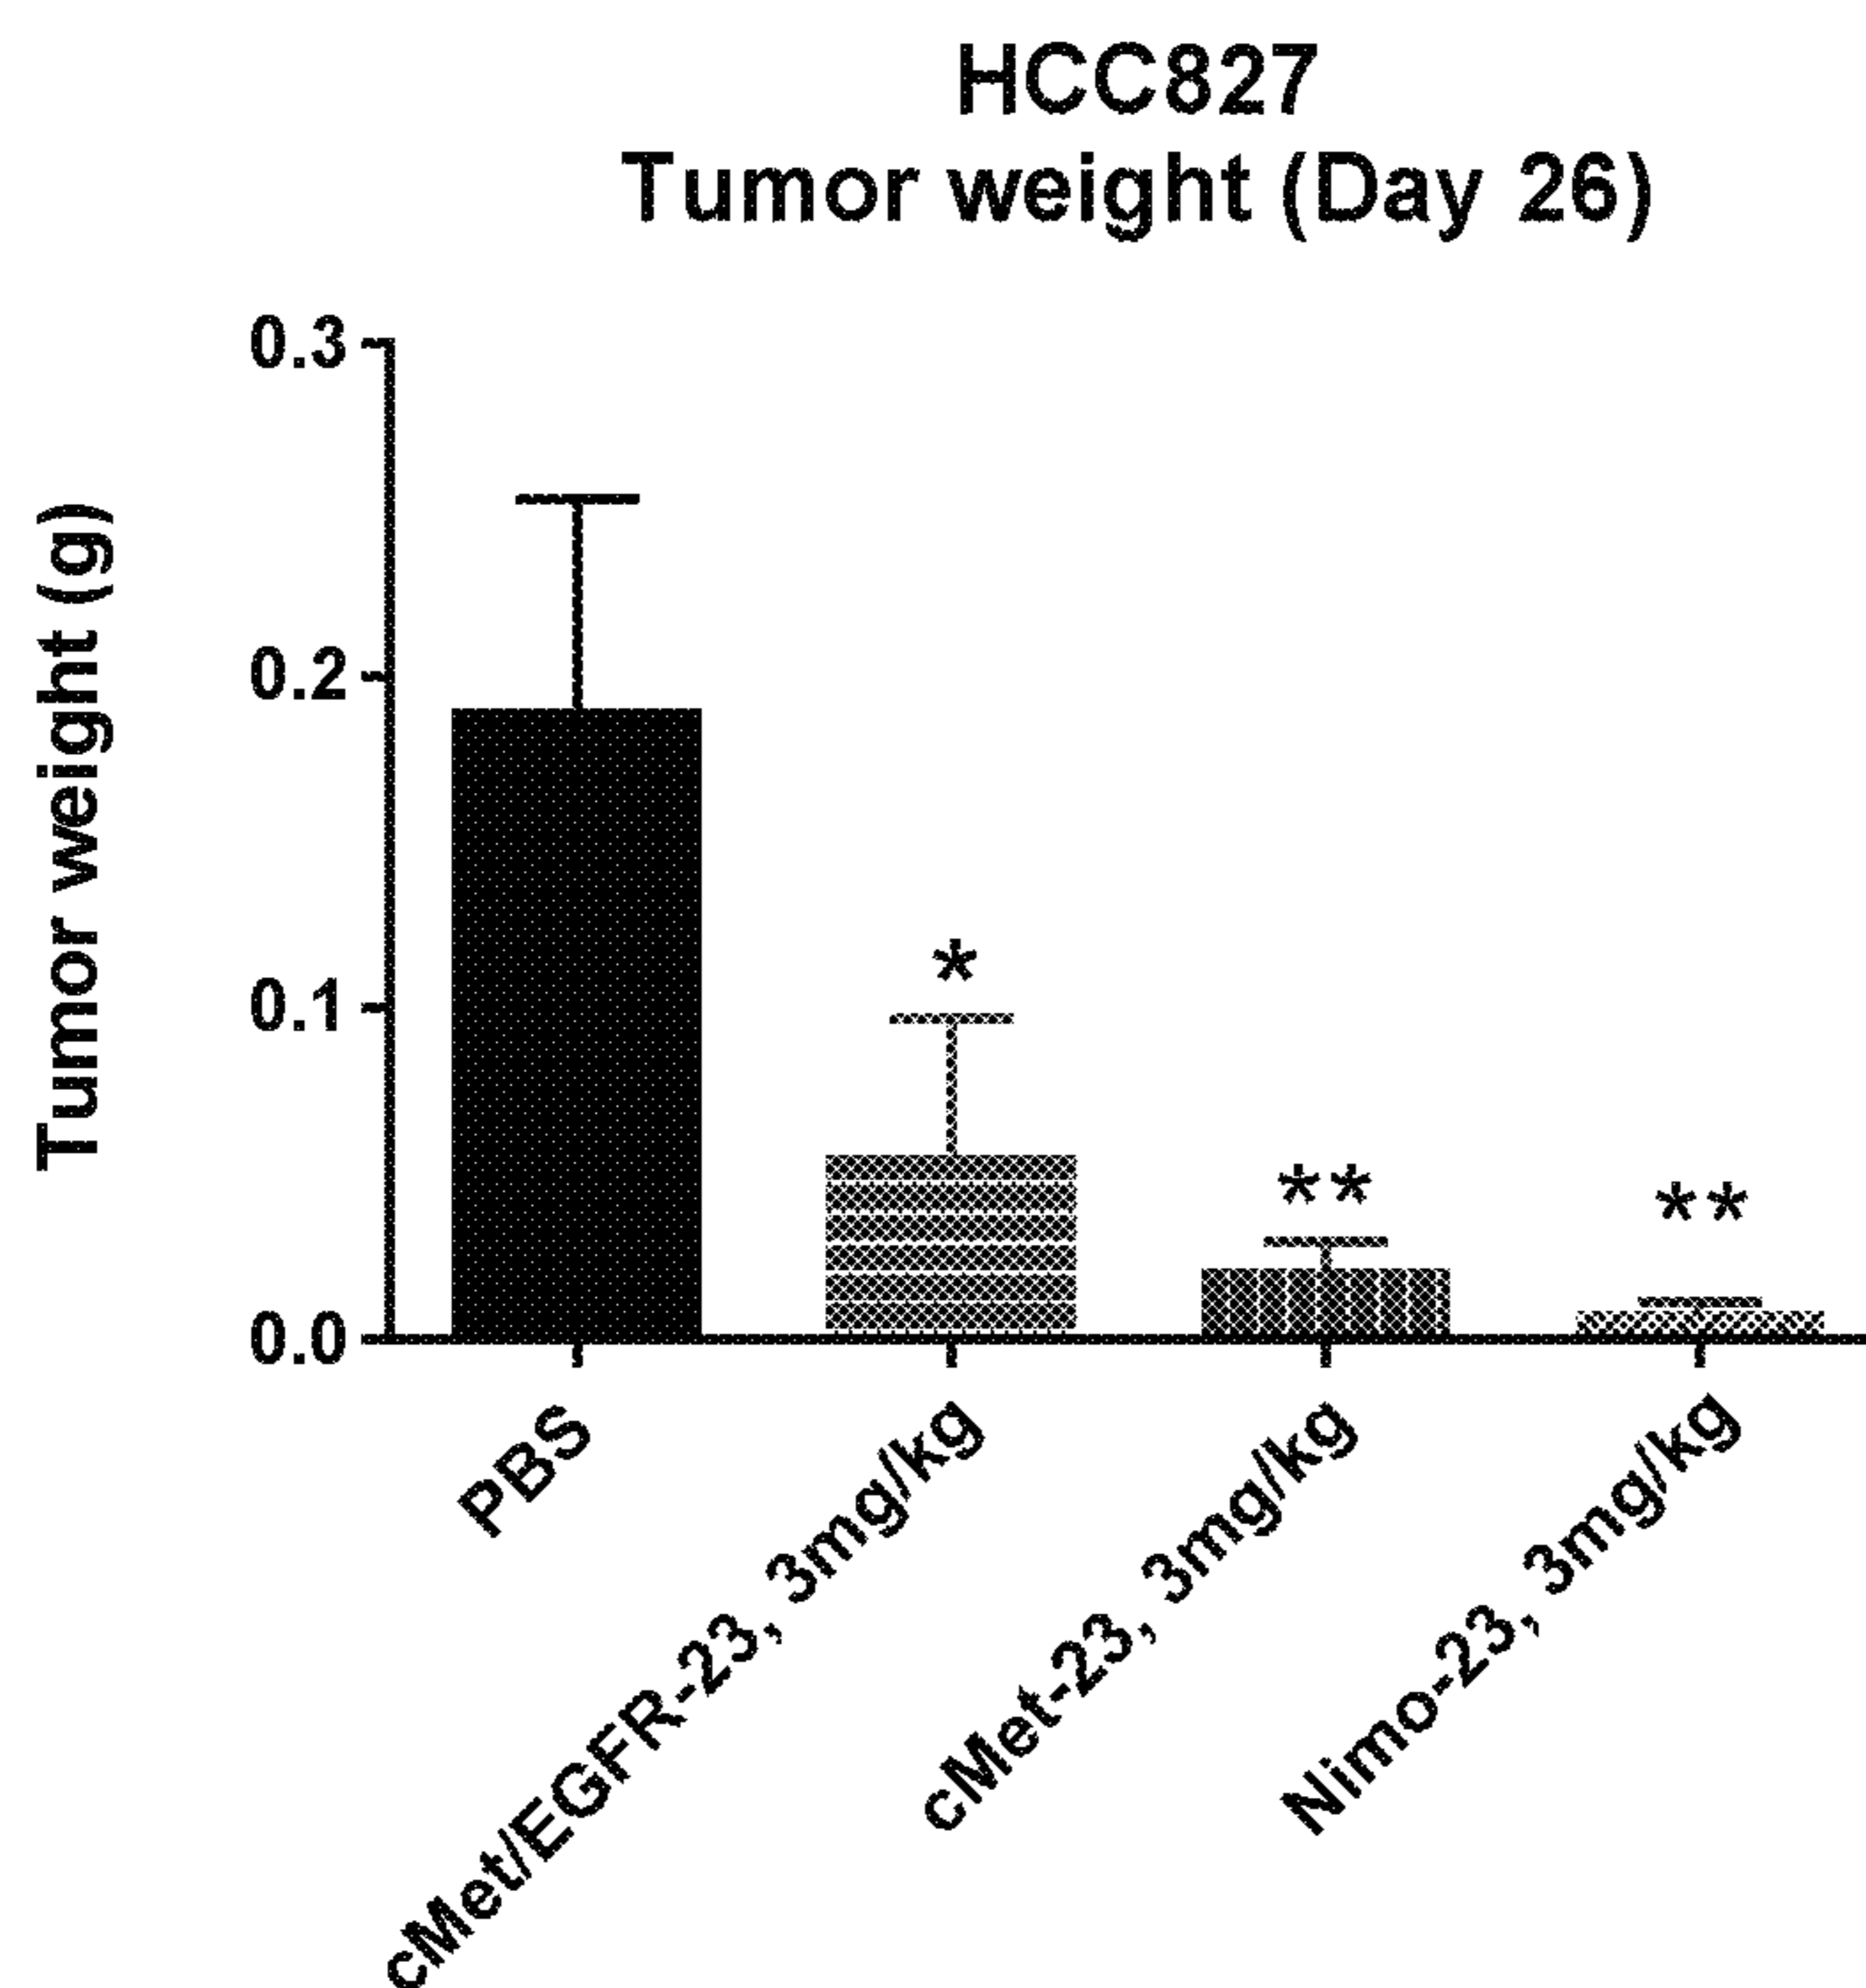 HCC827
Tumor weight (Day 26)
Tumor weight (g)
0.3
0.2
0.1
0.0
*
**
**
PBS
cMet/EGFR-23, 3mg/kg
cMet-23, 3mg/kg
Nimo-23, 3mg/kg